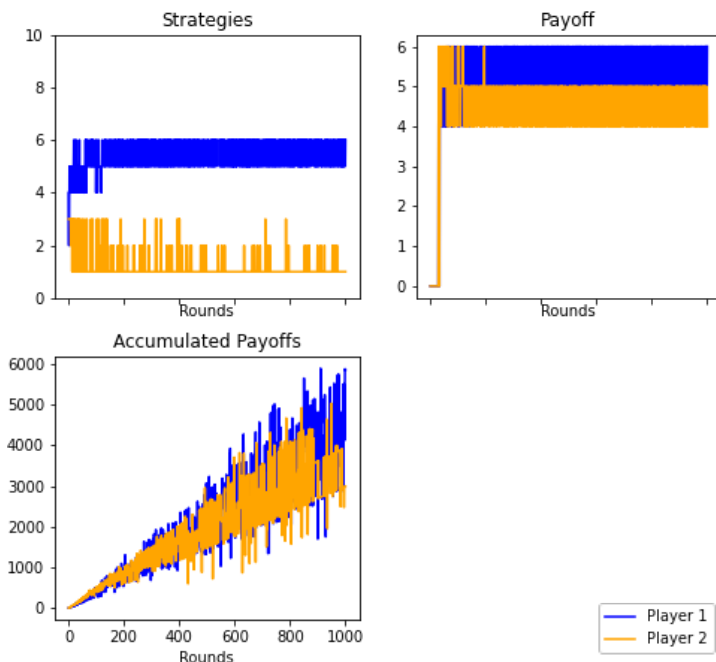 Strategies
10
8
6
4
2
0
Rounds
Payoff
6
5
4
3
2
1
0
Rounds
Accumulated Payoffs
6000
5000
4000
3000
2000
1000
0
0 200 400 600 800 1000
Rounds
Player 1
Player 2